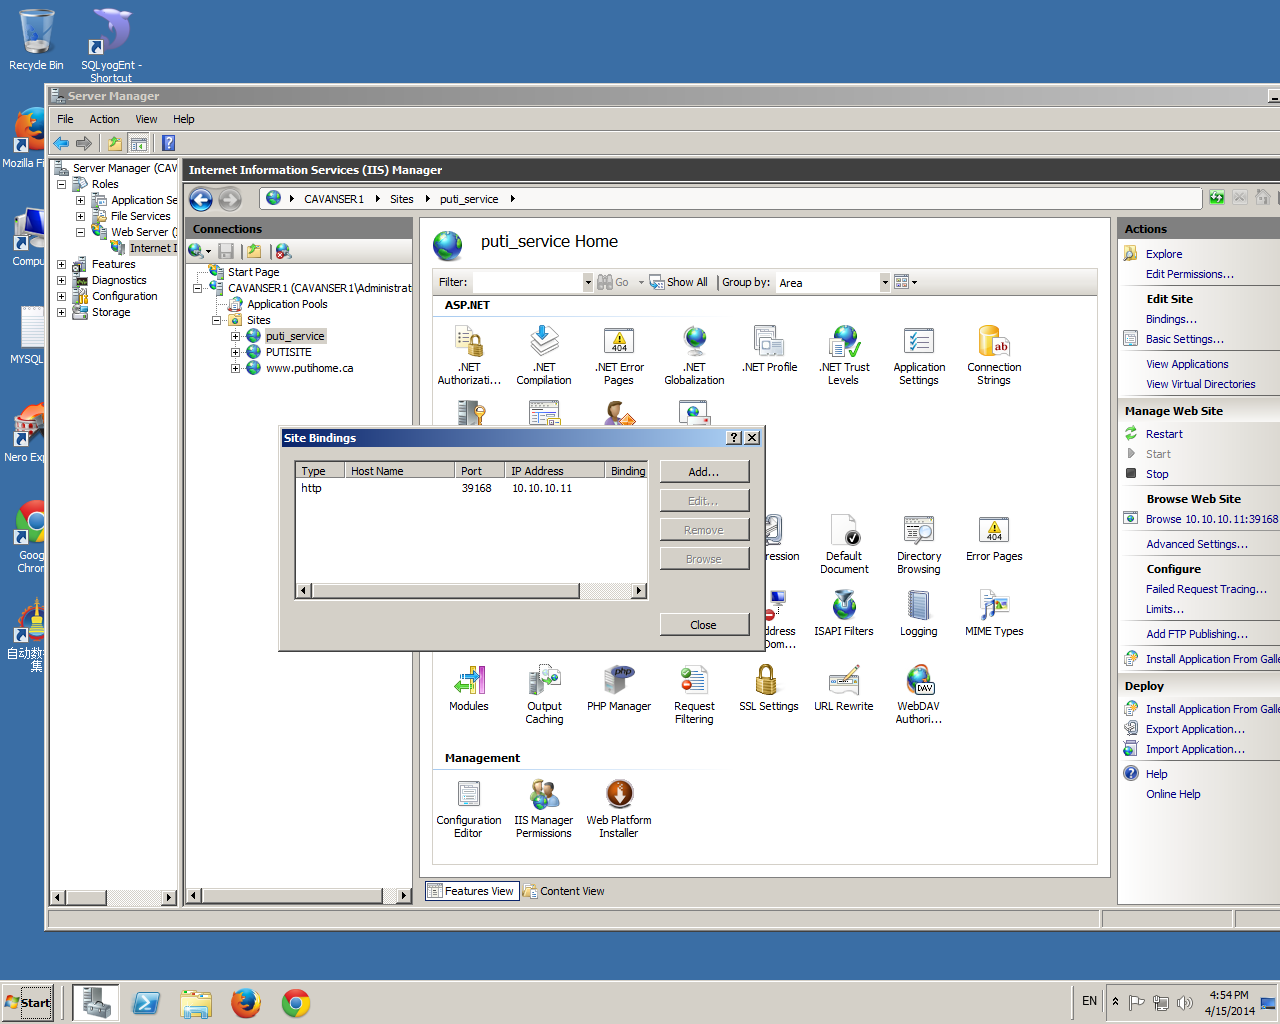 Recycle Bin
SQLyogEnt -
Shortcut
Mozilla Fi
Compu
MYSQL
Nero Exp
Goog
Chron
自动数
集
Server Manager
File Action View Help
Server Manager (CAV
Roles
Application Se
File Services
Web Server (
Internet I
Features
Diagnostics
Configuration
Storage
Internet Information Services (IIS) Manager
CAVANSER1 Sites puti_service
Connections
Start Page
CAVANSER1 (CAVANSER1\Administrat
Application Pools
Sites
puti_service
PUTISITE
www.putihome.ca
puti_service Home
Filter: Go Show All Group by: Area
ASP.NET
.NET
Authorizati...
.NET
Compilation
.NET Error
Pages
.NET
Globalization
.NET Profile
.NET Trust
Levels
Application
Settings
Connection
Strings
Site Bindings
Type Host Name Port IP Address Binding
http 39168 10.10.10.11
Add...
Edit...
Remove
Browse
Close
ression
Default
Document
Directory
Browsing
Error Pages
ddress
Dom...
ISAPI Filters
Logging
MIME Types
Modules
Output
Caching
PHP Manager
Request
Filtering
SSL Settings
URL Rewrite
WebDAV
Authori...
Management
Configuration
Editor
IIS Manager
Permissions
Web Platform
Installer
Features View
Content View
Actions
Explore
Edit Permissions...
Edit Site
Bindings...
Basic Settings...
View Applications
View Virtual Directories
Manage Web Site
Restart
Start
Stop
Browse Web Site
Browse 10.10.10.11:39168
Advanced Settings...
Configure
Failed Request Tracing...
Limits...
Add FTP Publishing...
Install Application From Galle
Deploy
Install Application From Galle
Export Application...
Import Application...
Help
Online Help
Start
EN
4:54 PM
4/15/2014